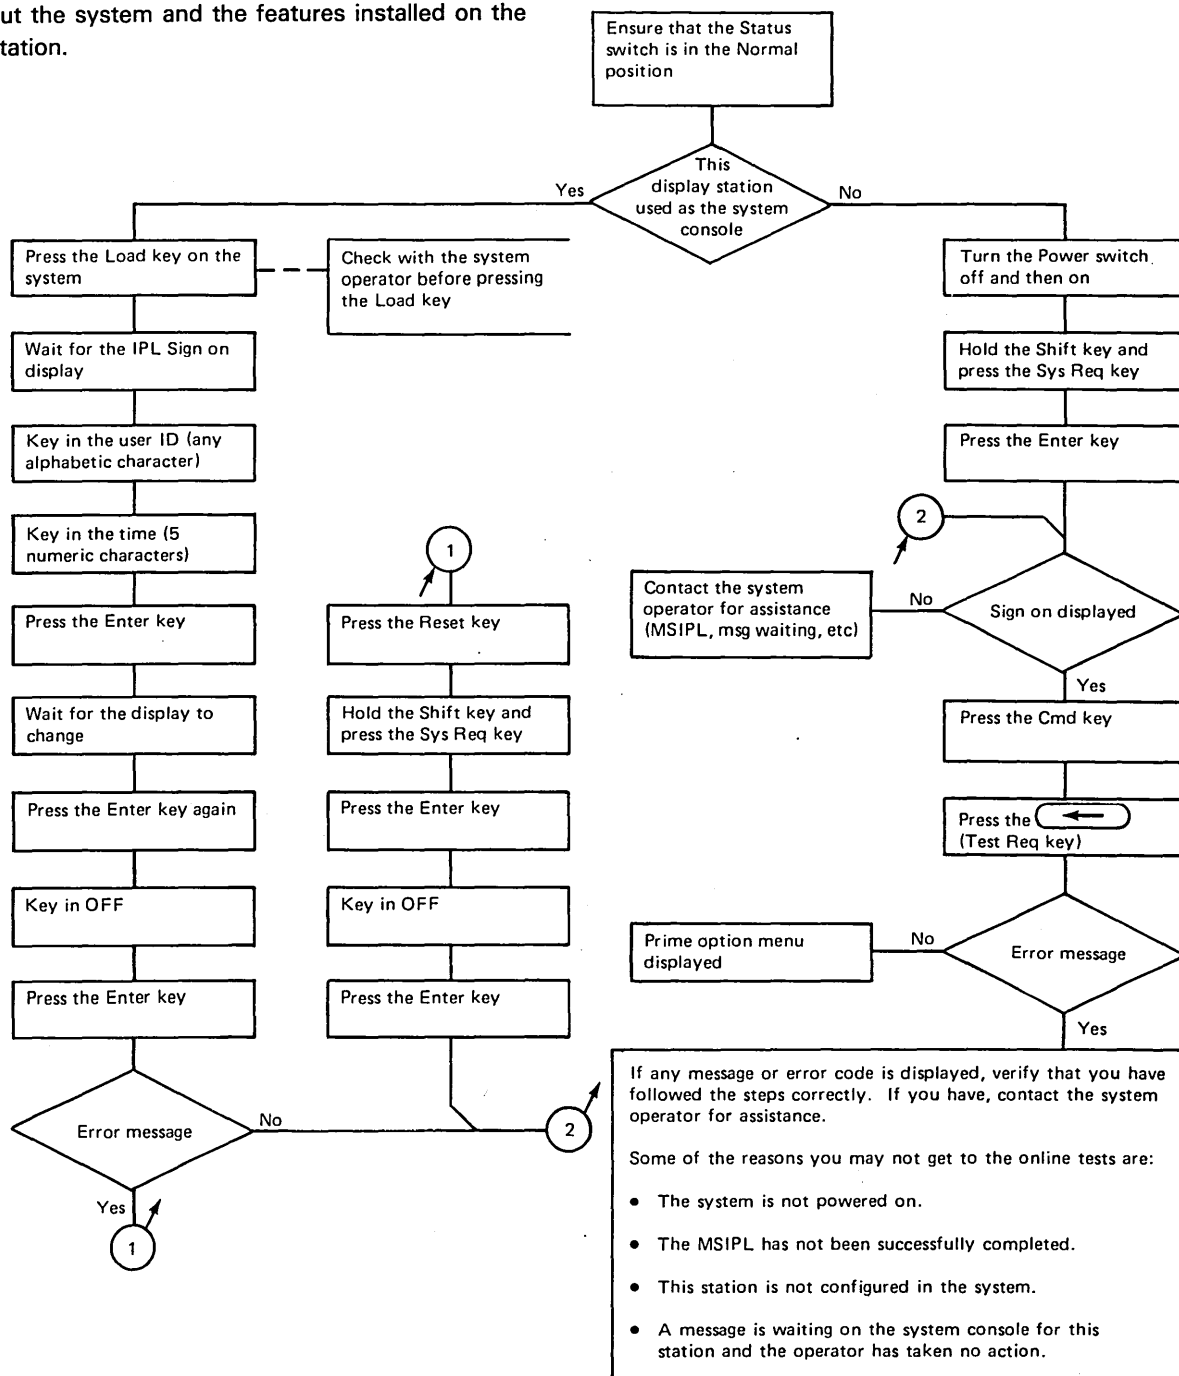 ut the system and the features installed on the
tation.
Ensure that the Status
switch is in the Normal
position
This
display station
used as the system
console
Yes
No
Press the Load key on the
system
Check with the system
operator before pressing
the Load key
Wait for the IPL Sign on
display
Key in the user ID (any
alphabetic character)
Key in the time (5
numeric characters)
Press the Enter key
Wait for the display to
change
Press the Enter key again
Key in OFF
Press the Enter key
Error message
No
Yes
1
1
Press the Reset key
Hold the Shift key and
press the Sys Req key
Press the Enter key
Key in OFF
Press the Enter key
2
Turn the Power switch
off and then on
Hold the Shift key and
press the Sys Req key
Press the Enter key
2
Sign on displayed
No
Contact the system
operator for assistance
(MSIPL, msg waiting, etc)
Yes
Press the Cmd key
Press the ←
(Test Req key)
Error message
No
Prime option menu
displayed
Yes
If any message or error code is displayed, verify that you have
followed the steps correctly. If you have, contact the system
operator for assistance.
Some of the reasons you may not get to the online tests are:
• The system is not powered on.
• The MSIPL has not been successfully completed.
• This station is not configured in the system.
• A message is waiting on the system console for this
station and the operator has taken no action.